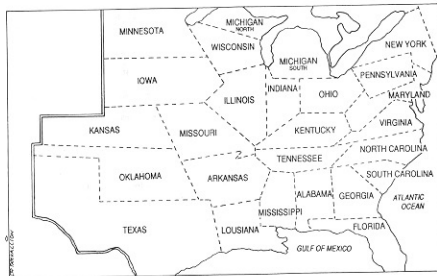 MINNESOTA
MICHIGAN
NORTH
WISCONSIN
MICHIGAN
SOUTH
NEW YORK
IOWA
ILLINOIS
INDIANA
OHIO
PENNSYLVANIA
MARYLAND
KANSAS
MISSOURI
KENTUCKY
VIRGINIA
NORTH CAROLINA
TENNESSEE
OKLAHOMA
ARKANSAS
SOUTH CAROLINA
MISSISSIPPI
ALABAMA
GEORGIA
ATLANTIC
OCEAN
TEXAS
LOUSIANA
FLORIDA
GULF OF MEXICO